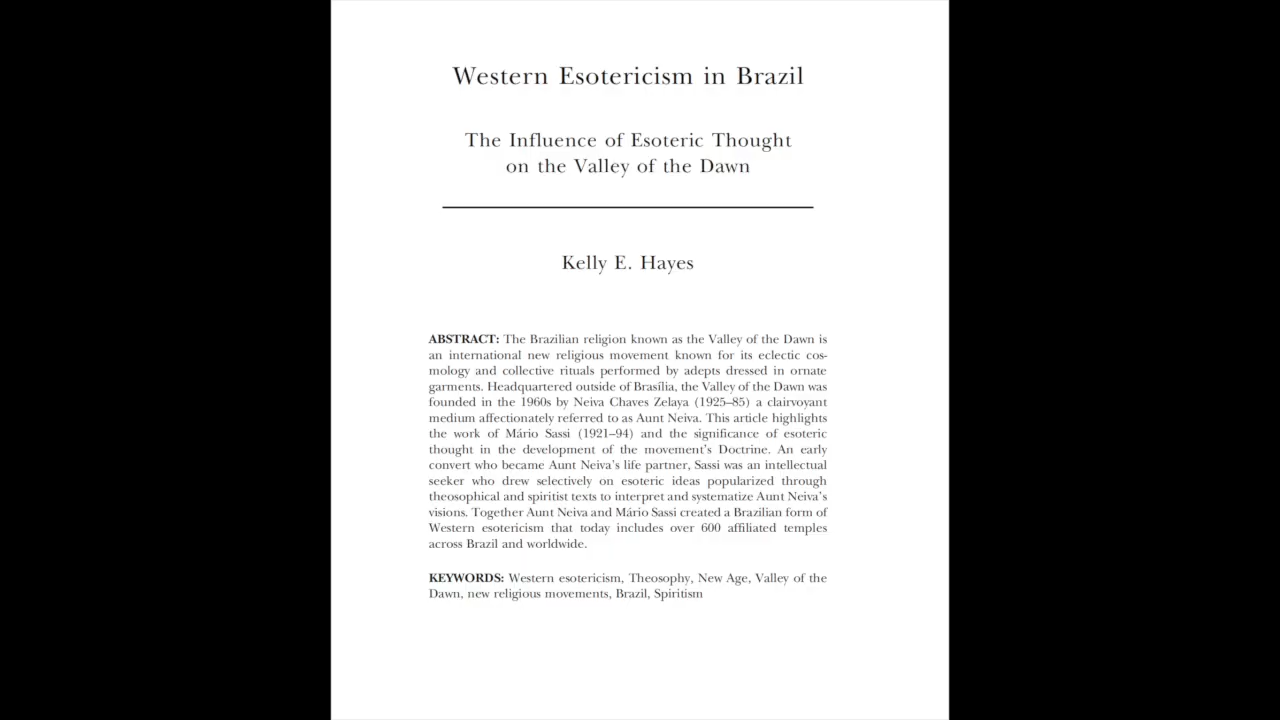 Western Esotericism in Brazil
The Influence of Esoteric Thought
on the Valley of the Dawn
Kelly E. Hayes
ABSTRACT: The Brazilian religion known as the Valley of the Dawn is
an international new religious movement known for its eclectic cos-
mology and collective rituals performed by adepts dressed in ornate
garments. Headquartered outside of Brasília, the Valley of the Dawn was
founded in the 1960s by Neiva Chaves Zelaya (1925–85) a clairvoyant
medium affectionately referred to as Aunt Neiva. This article highlights
the work of Mário Sassi (1921–94) and the significance of esoteric
thought in the development of the movement's Doctrine. An early
convert who became Aunt Neiva's life partner, Sassi was an intellectual
seeker who drew selectively on esoteric ideas popularized through
theosophical and spiritist texts to interpret and systematize Aunt Neiva's
visions. Together Aunt Neiva and Mário Sassi created a Brazilian form of
Western esotericism that today includes over 600 affiliated temples
across Brazil and worldwide.
KEYWORDS: Western esotericism, Theosophy, New Age, Valley of the
Dawn, new religious movements, Brazil, Spiritism